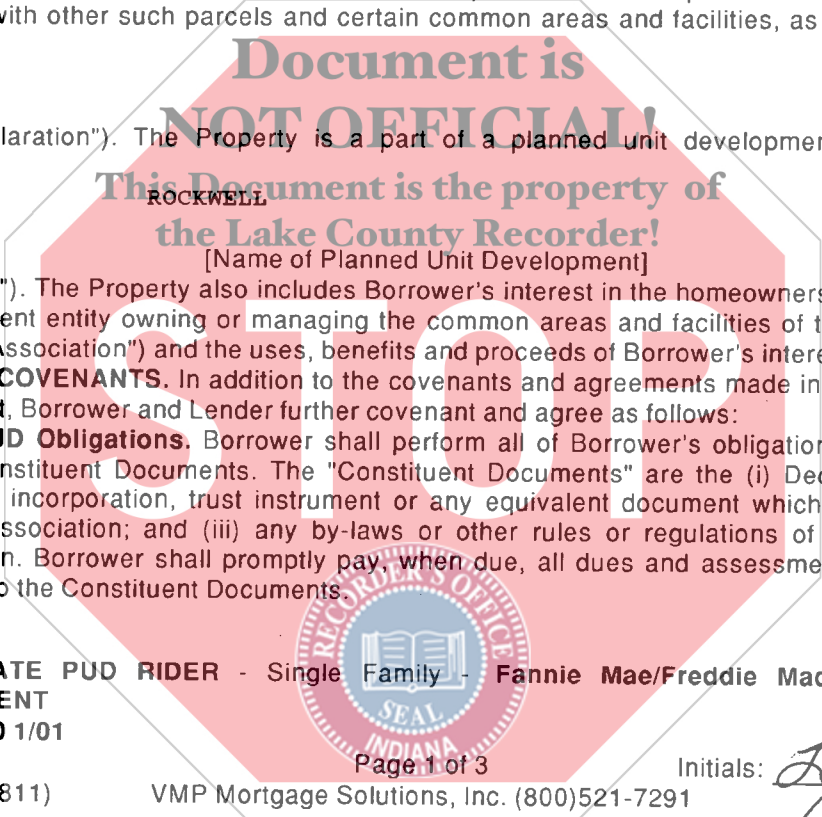 with other such parcels and certain common areas and facilities, as
Document is
NOT OFFICIAL!
laration"). The Property is a part of a planned unit developmen
This Document is the property of
ROCKWELL
the Lake County Recorder!
[Name of Planned Unit Development]
"). The Property also includes Borrower's interest in the homeowners
ent entity owning or managing the common areas and facilities of t
ssociation") and the uses, benefits and proceeds of Borrower's intere
COVENANTS. In addition to the covenants and agreements made in
t, Borrower and Lender further covenant and agree as follows:
D Obligations. Borrower shall perform all of Borrower's obligation
nstituent Documents. The "Constituent Documents" are the (i) Dec
incorporation, trust instrument or any equivalent document which
ssociation; and (iii) any by-laws or other rules or regulations of
n. Borrower shall promptly pay, when due, all dues and assessme
o the Constituent Documents.
STOP
RECORDER'S OFFICE
SEAL
INDIANA
ATE PUD RIDER - Single Family - Fannie Mae/Freddie Mac
ENT
1/01
Page 1 of 3
Initials:
811)
VMP Mortgage Solutions, Inc. (800)521-7291